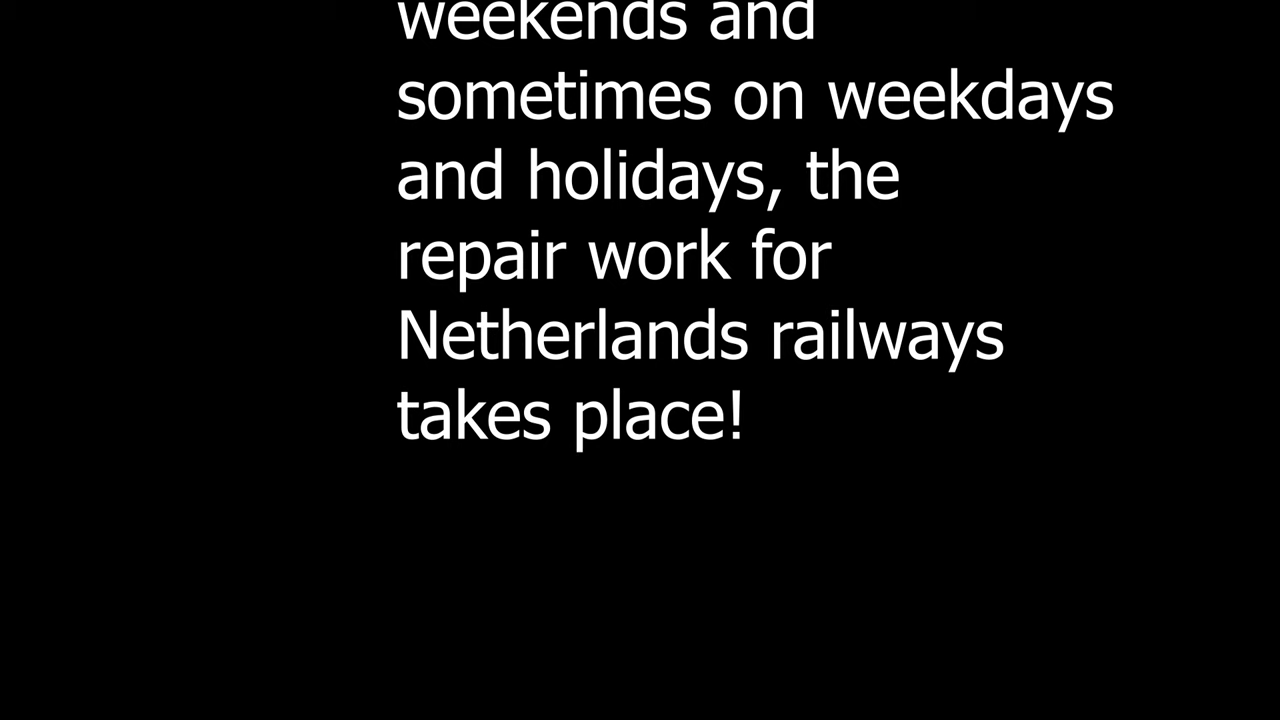 weekends and
sometimes on weekdays
and holidays, the
repair work for
Netherlands railways
takes place!